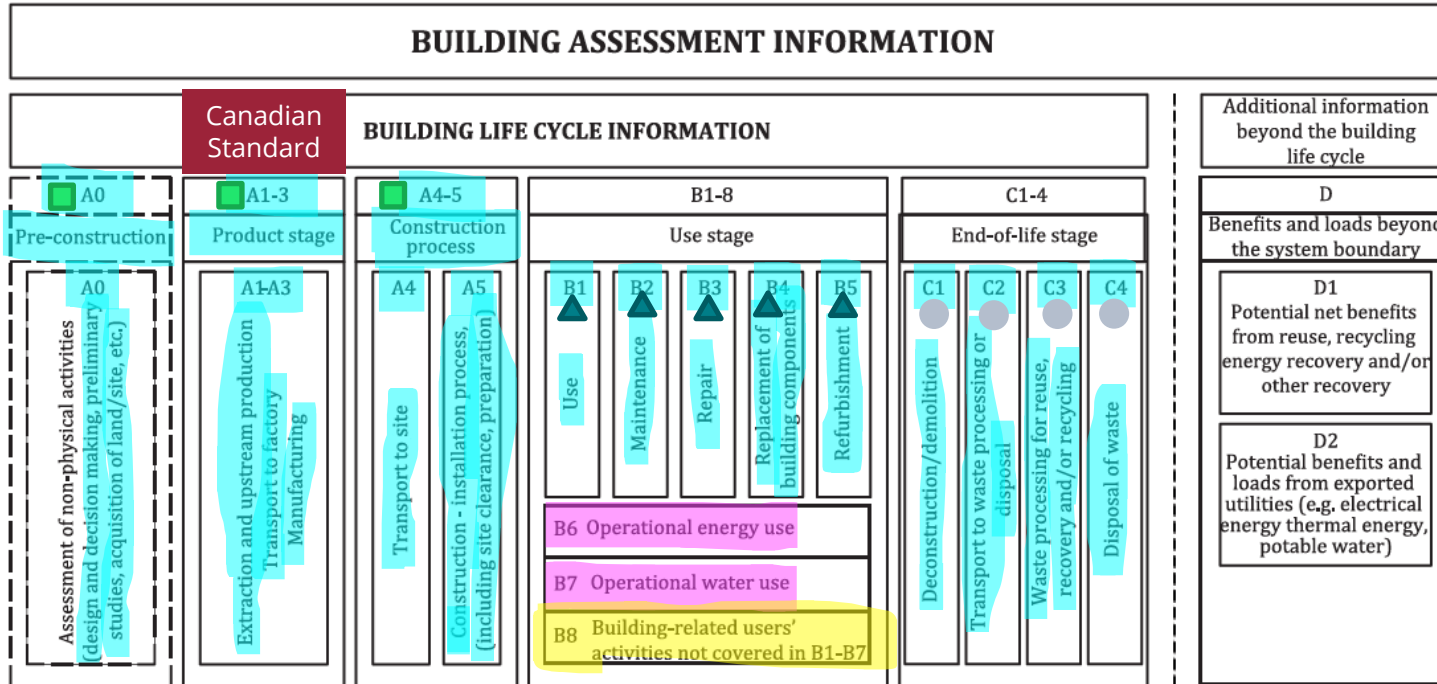 BUILDING ASSESSMENT INFORMATION
Canadian
Standard
BUILDING LIFE CYCLE INFORMATION
Additional information
beyond the building
life cycle
A0
A1-3
A4-5
B1-8
C1-4
D
Pre-construction
Product stage
Construction
process
Use stage
End-of-life stage
Benefits and loads beyond
the system boundary
A0
Assessment of non-physical activities
(design and decision making, preliminary
studies, acquisition of land/site, etc.)
A1-A3
Extraction and upstream production
Transport to factory
Manufacturing
A4
Transport to site
A5
Construction - installation process,
(including site clearance, preparation)
B1
Use
B2
Maintenance
B3
Repair
B4
Replacement of
building components
B5
Refurbishment
B6 Operational energy use
B7 Operational water use
B8 Building-related users'
activities not covered in B1-B7
C1
Deconstruction/demolition
C2
Transport to waste processing or
disposal
C3
Waste processing for reuse,
recovery and/or recycling
C4
Disposal of waste
D1
Potential net benefits
from reuse, recycling
energy recovery and/or
other recovery
D2
Potential benefits and
loads from exported
utilities (e.g. electrical
energy thermal energy,
potable water)